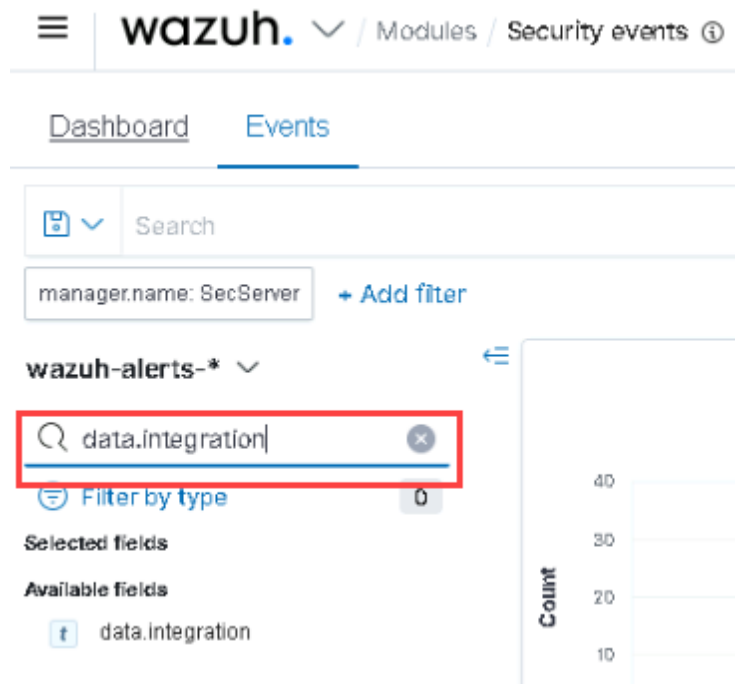 wazuh. / Modules / Security events
Dashboard Events
Search
manager.name: SecServer + Add filter
wazuh-alerts-*
data.integration
Filter by type 0
Selected fields
Available fields
t data.integration
Count
40
30
20
10